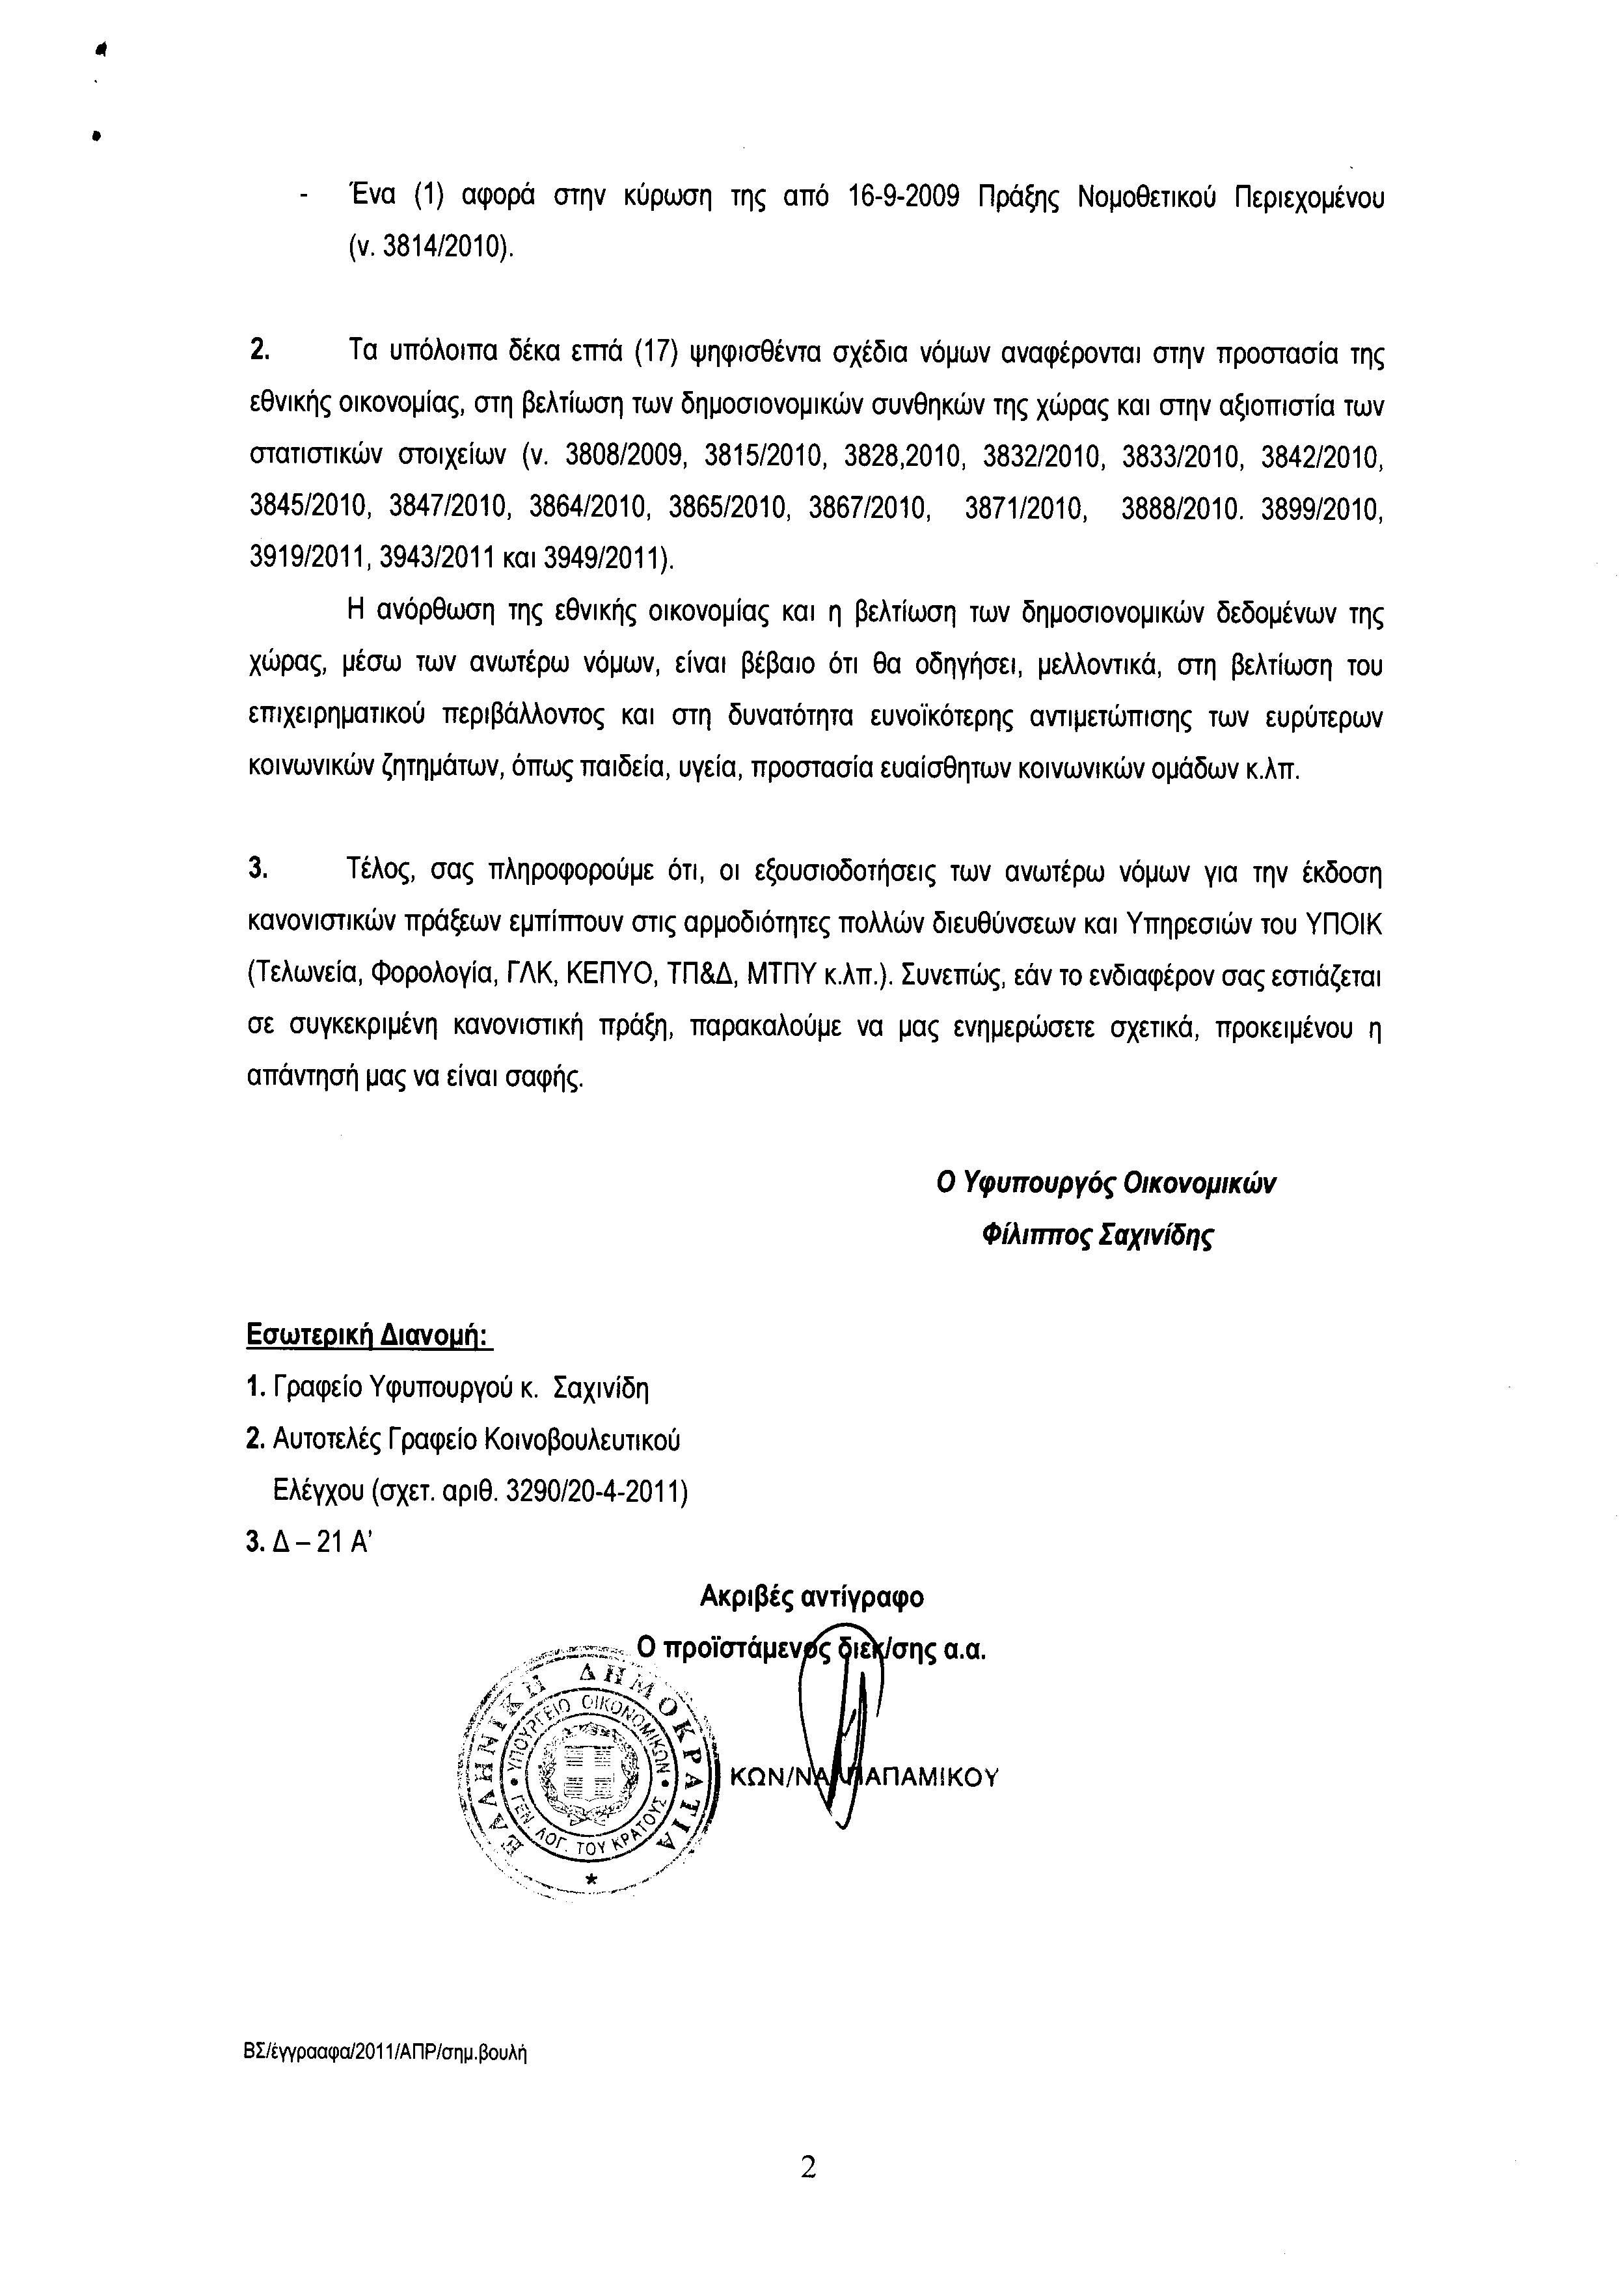 - Ένα (1) αφορά στην κύρωση της από 16-9-2009 Πράξης Νομοθετικού Περιεχομένου
(ν. 3814/2010).
2. Τα υπόλοιπα δέκα επτά (17) ψηφισθέντα σχέδια νόμων αναφέρονται στην προστασία της
εθνικής οικονομίας, στη βελτίωση των δημοσιονομικών συνθηκών της χώρας και στην αξιοπιστία των
στατιστικών στοιχείων (ν. 3808/2009, 3815/2010, 3828,2010, 3832/2010, 3833/2010, 3842/2010,
3845/2010, 3847/2010, 3864/2010, 3865/2010, 3867/2010, 3871/2010, 3888/2010. 3899/2010,
3919/2011, 3943/2011 και 3949/2011).
Η ανόρθωση της εθνικής οικονομίας και η βελτίωση των δημοσιονομικών δεδομένων της
χώρας, μέσω των ανωτέρω νόμων, είναι βέβαιο ότι θα οδηγήσει, μελλοντικά, στη βελτίωση του
επιχειρηματικού περιβάλλοντος και στη δυνατότητα ευνοϊκότερης αντιμετώπισης των ευρύτερων
κοινωνικών ζητημάτων, όπως παιδεία, υγεία, προστασία ευαίσθητων κοινωνικών ομάδων κ.λπ.
3. Τέλος, σας πληροφορούμε ότι, οι εξουσιοδοτήσεις των ανωτέρω νόμων για την έκδοση
κανονιστικών πράξεων εμπίπτουν στις αρμοδιότητες πολλών διευθύνσεων και Υπηρεσιών του ΥΠΟΙΚ
(Τελωνεία, Φορολογία, ΓΛΚ, ΚΕΠΥΟ, ΤΠ&Δ, ΜΤΠΥ κ.λπ.). Συνεπώς, εάν το ενδιαφέρον σας εστιάζεται
σε συγκεκριμένη κανονιστική πράξη, παρακαλούμε να μας ενημερώσετε σχετικά, προκειμένου η
απάντησή μας να είναι σαφής.
Ο Υφυπουργός Οικονομικών
Φίλιππος Σαχινίδης
Εσωτερική Διανομή:
1. Γραφείο Υφυπουργού κ. Σαχινίδη
2. Αυτοτελές Γραφείο Κοινοβουλευτικού
Ελέγχου (σχετ. αριθ. 3290/20-4-2011)
3. Δ – 21 Α'
Ακριβές αντίγραφο
Ο προϊστάμενος διεκ/σης α.α.
ΕΛΛΗΝΙΚΗ ΔΗΜΟΚΡΑΤΙΑ
ΥΠΟΥΡΓΕΙΟ ΟΙΚΟΝΟΜΙΚΩΝ
ΓΕΝ. ΛΟΓ. ΤΟΥ ΚΡΑΤΟΥΣ
ΚΩΝ/ΝΑ ΠΑΠΑΜΙΚΟΥ
ΒΣ/έγγρααφα/2011/ΑΠΡ/σημ.βουλή
2